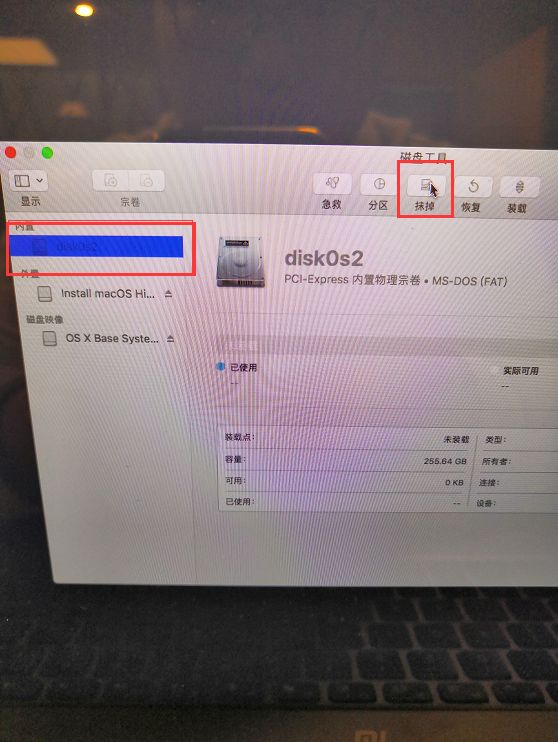 磁盘工具
显示
宗卷
急救
分区
抹掉
恢复
装载
内置
disk0s2
外置
Install macOS Hi...
磁盘映像
OS X Base Syste...
disk0s2
PCI-Express 内置物理宗卷 • MS-DOS (FAT)
已使用
--
实际可用
--
装载点: 未装载 类型:
容量: 255.64 GB 所有者:
可用: 0 KB 连接:
已使用: -- 设备: